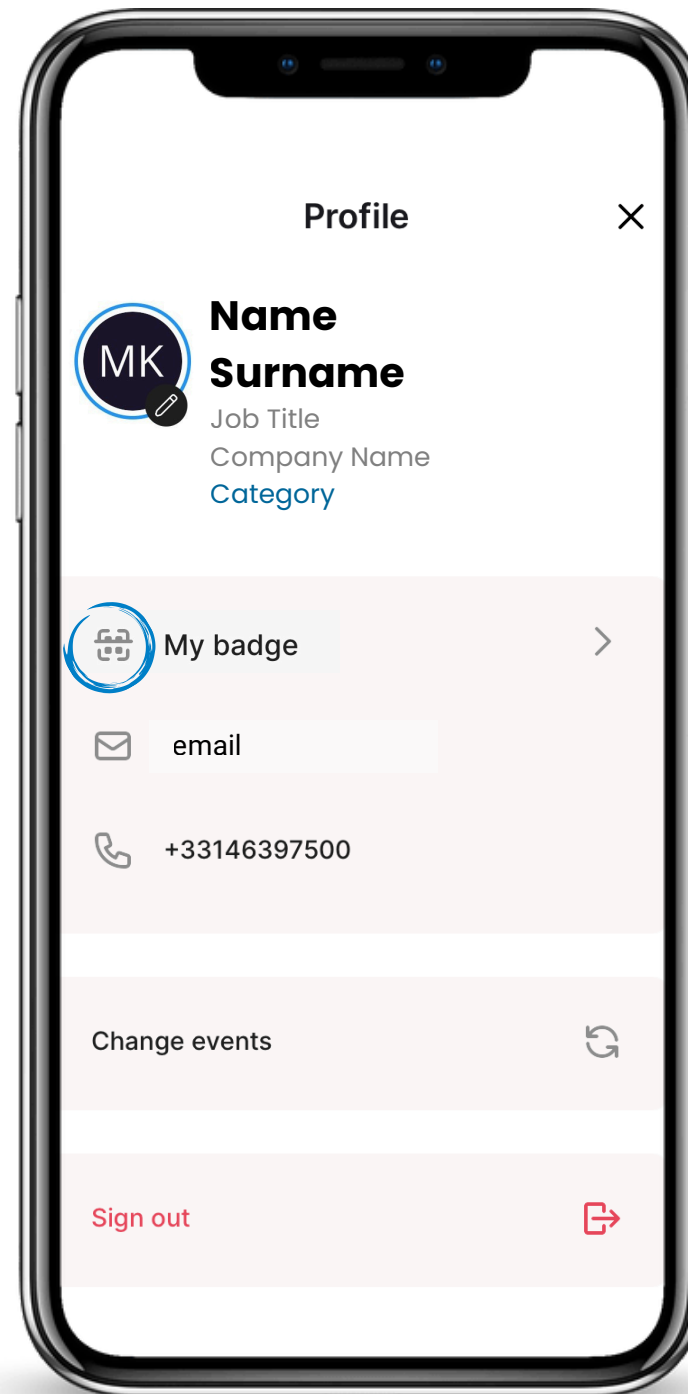 Profile
MK
Name
Surname
Job Title
Company Name
Category
My badge
email
+33146397500
Change events
Sign out